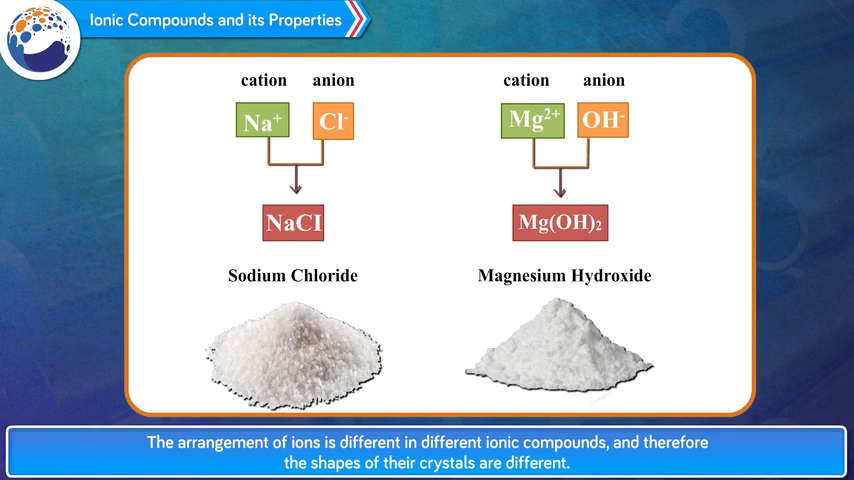 Ionic Compounds and its Properties
cation anion
Na⁺ Cl⁻
NaCl
Sodium Chloride
cation anion
Mg²⁺ OH⁻
Mg(OH)₂
Magnesium Hydroxide
The arrangement of ions is different in different ionic compounds, and therefore
the shapes of their crystals are different.